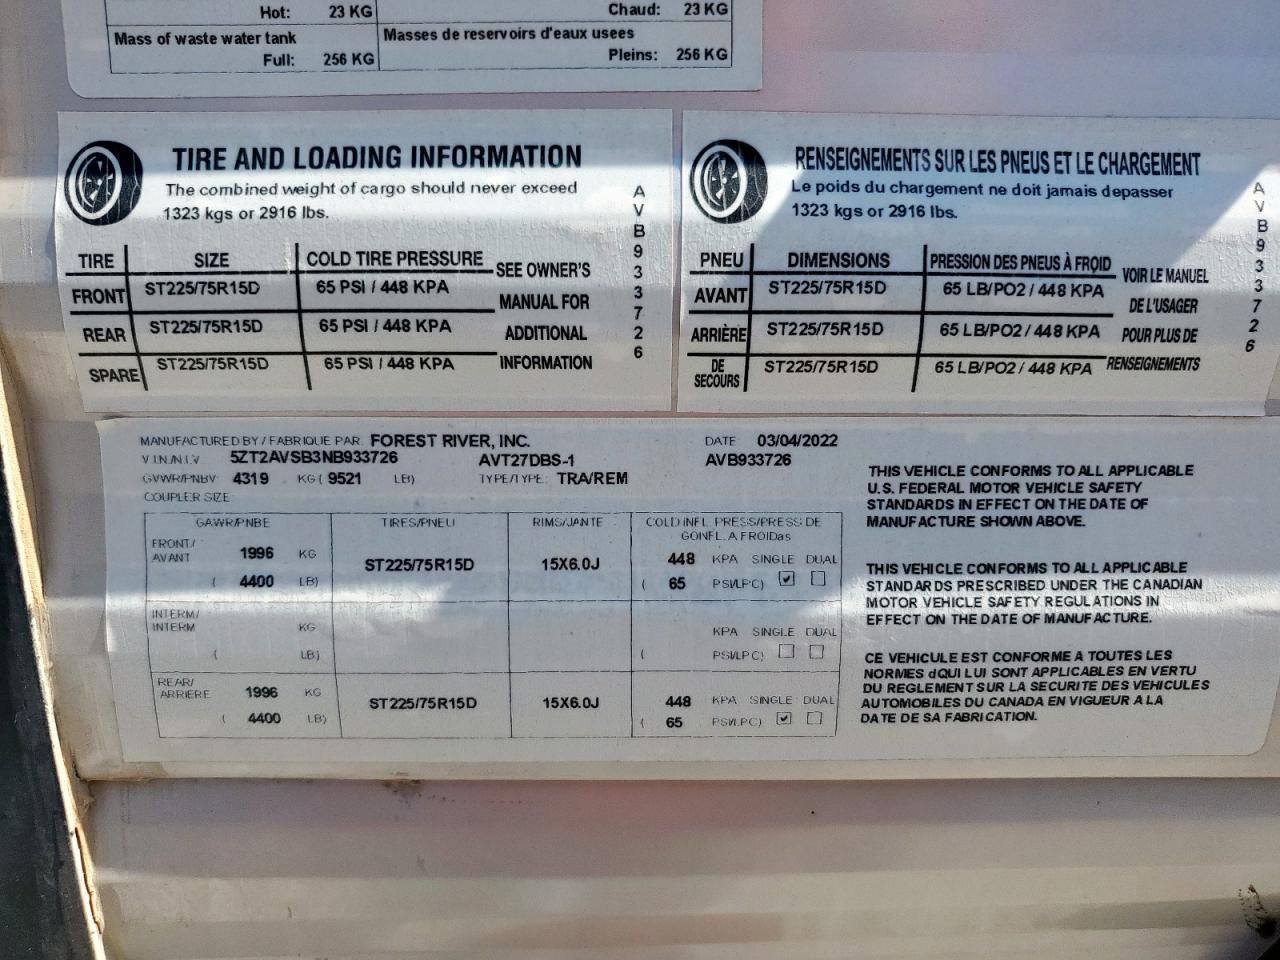 Hot: 23 KG
Chaud: 23 KG
Mass of waste water tank
Full: 256 KG
Masses de reservoirs d'eaux usees
Pleins: 256 KG
TIRE AND LOADING INFORMATION
The combined weight of cargo should never exceed
1323 kgs or 2916 lbs.
TIRE SIZE COLD TIRE PRESSURE
FRONT ST225/75R15D 65 PSI / 448 KPA
REAR ST225/75R15D 65 PSI / 448 KPA
SPARE ST225/75R15D 65 PSI / 448 KPA
SEE OWNER'S
MANUAL FOR
ADDITIONAL
INFORMATION
AVB933726
RENSEIGNEMENTS SUR LES PNEUS ET LE CHARGEMENT
Le poids du chargement ne doit jamais depasser
1323 kgs or 2916 lbs.
PNEU DIMENSIONS PRESSION DES PNEUS À FROID
AVANT ST225/75R15D 65 LB/PO2 / 448 KPA
ARRIÈRE ST225/75R15D 65 LB/PO2 / 448 KPA
DE
SECOURS ST225/75R15D 65 LB/PO2 / 448 KPA
VOIR LE MANUEL
DE L'USAGER
POUR PLUS DE
RENSEIGNEMENTS
AVB933726
MANUFACTURED BY / FABRIQUE PAR: FOREST RIVER, INC. DATE 03/04/2022
V.I.N./N.I.V. 5ZT2AVSB3NB933726 AVT27DBS-1 AVB933726
GVWR/PNBV 4319 KG ( 9521 LB) TYPE/TYPE: TRA/REM
COUPLER SIZE:
GAWR/PNBE TIRES/PNEU RIMS/JANTE COLD INFL. PRESS/PRESS DE
GONFL. A FROIDas
FRONT/
AVANT 1996 KG ST225/75R15D 15X6.0J 448 KPA SINGLE DUAL
( 4400 LB) ( 65 PSI/LPC) ✓ ☐
INTERM/
INTERM KG KPA SINGLE DUAL
( LB) ( PSI/LPC) ☐ ☐
REAR/
ARRIERE 1996 KG ST225/75R15D 15X6.0J 448 KPA SINGLE DUAL
( 4400 LB) ( 65 PSI/LPC) ✓ ☐
THIS VEHICLE CONFORMS TO ALL APPLICABLE
U.S. FEDERAL MOTOR VEHICLE SAFETY
STANDARDS IN EFFECT ON THE DATE OF
MANUFACTURE SHOWN ABOVE.
THIS VEHICLE CONFORMS TO ALL APPLICABLE
STANDARDS PRESCRIBED UNDER THE CANADIAN
MOTOR VEHICLE SAFETY REGULATIONS IN
EFFECT ON THE DATE OF MANUFACTURE.
CE VEHICULE EST CONFORME A TOUTES LES
NORMES dQUI LUI SONT APPLICABLES EN VERTU
DU REGLEMENT SUR LA SECURITE DES VEHICULES
AUTOMOBILES DU CANADA EN VIGUEUR A LA
DATE DE SA FABRICATION.